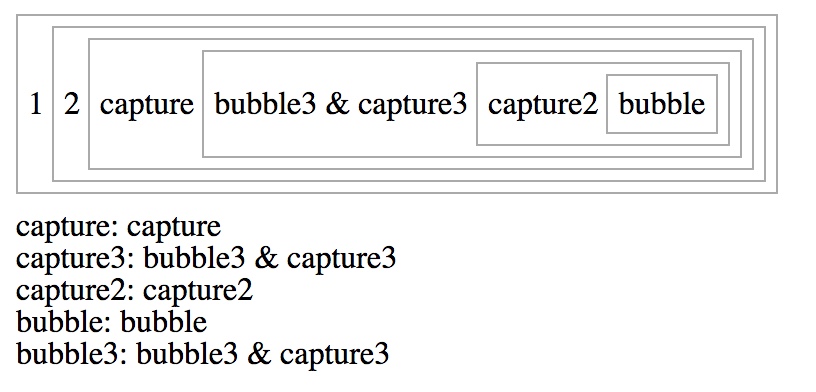 1 2 capture bubble3 & capture3 capture2 bubble
capture: capture
capture3: bubble3 & capture3
capture2: capture2
bubble: bubble
bubble3: bubble3 & capture3